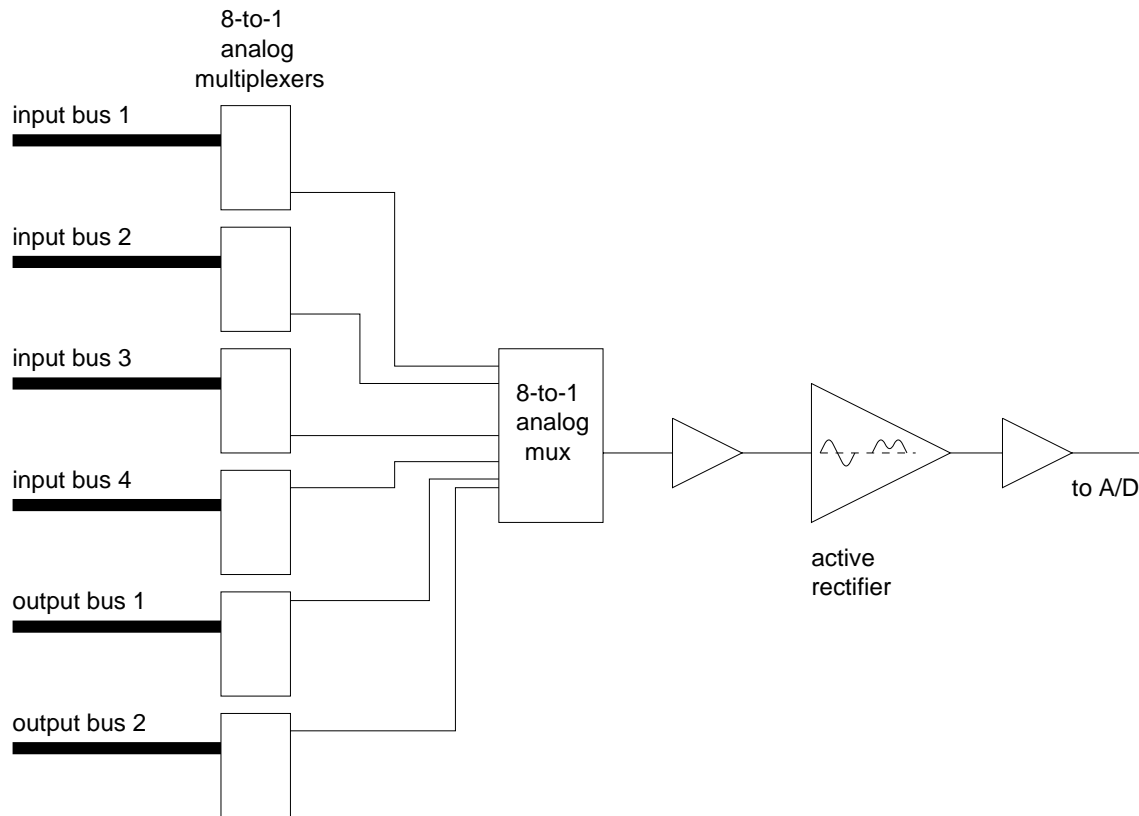 8-to-1
analog
multiplexers
input bus 1
input bus 2
input bus 3
input bus 4
output bus 1
output bus 2
8-to-1
analog
mux
active
rectifier
to A/D